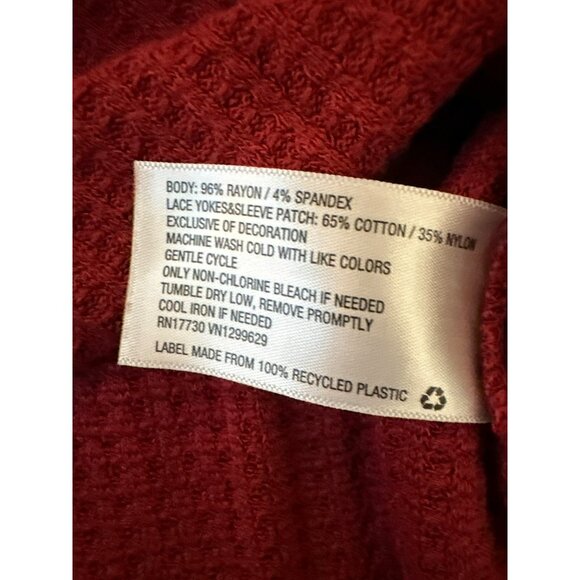 BODY: 96% RAYON / 4% SPANDEX
LACE YOKES&SLEEVE PATCH: 65% COTTON / 35% NYLON
EXCLUSIVE OF DECORATION
MACHINE WASH COLD WITH LIKE COLORS
GENTLE CYCLE
ONLY NON-CHLORINE BLEACH IF NEEDED
TUMBLE DRY LOW, REMOVE PROMPTLY
COOL IRON IF NEEDED
RN17730 VN1299629
LABEL MADE FROM 100% RECYCLED PLASTIC